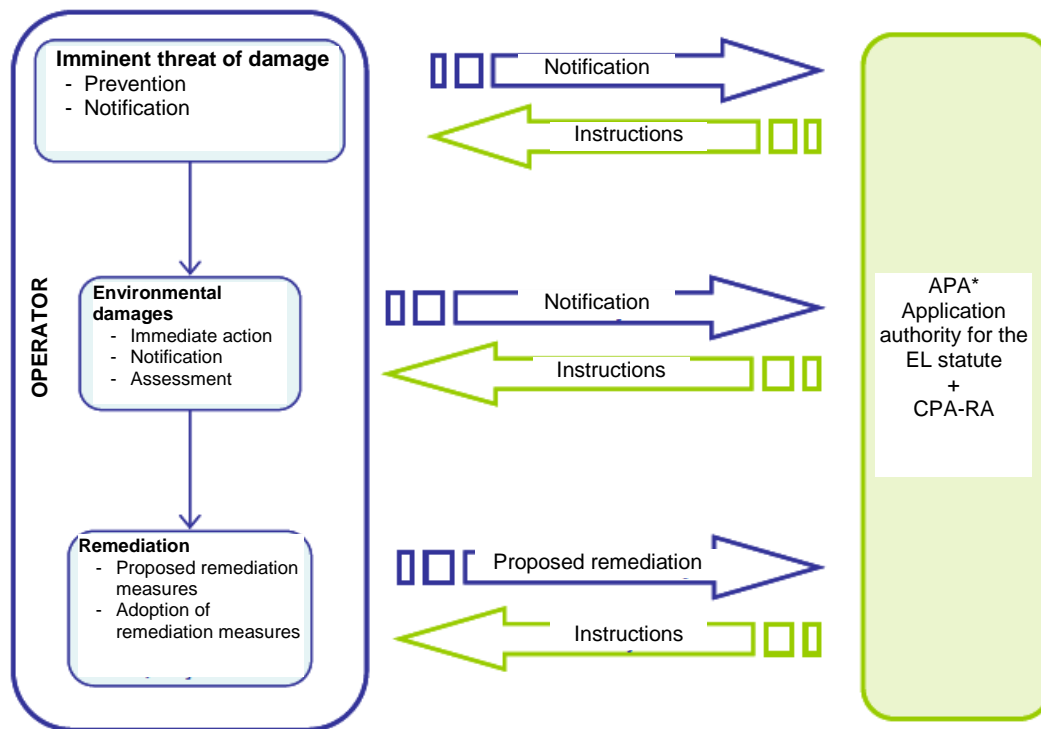 Imminent threat of damage
- Prevention
- Notification
OPERATOR
Environmental
damages
- Immediate action
- Notification
- Assessment
Remediation
- Proposed remediation
measures
- Adoption of
remediation measures
Notification
Instructions
Notification
Instructions
Proposed remediation
Instructions
APA*
Application
authority for the
EL statute
+
CPA-RA